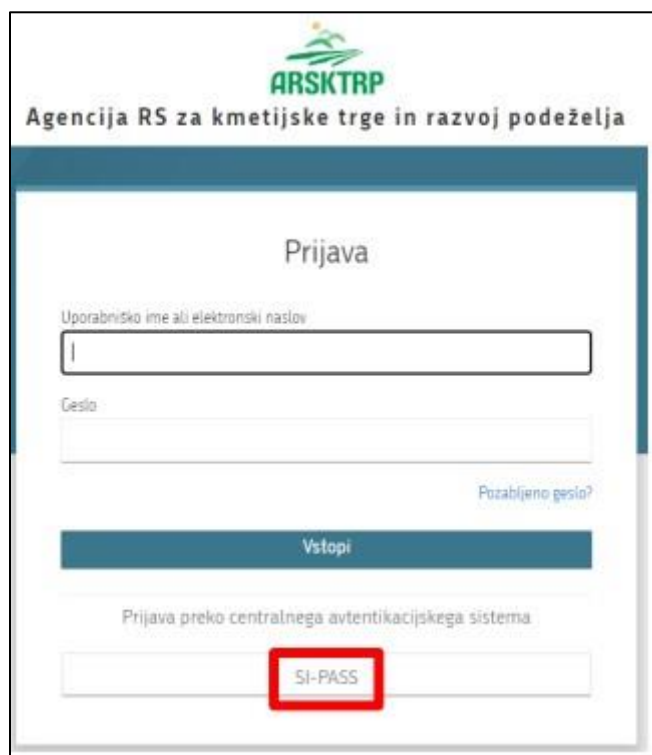 ARSKTRP
Agencija RS za kmetijske trge in razvoj podeželja
Prijava
Uporabniško ime ali elektronski naslov
Geslo
Pozabljeno geslo?
Vstopi
Prijava preko centralnega avtentikacijskega sistema
SI-PASS